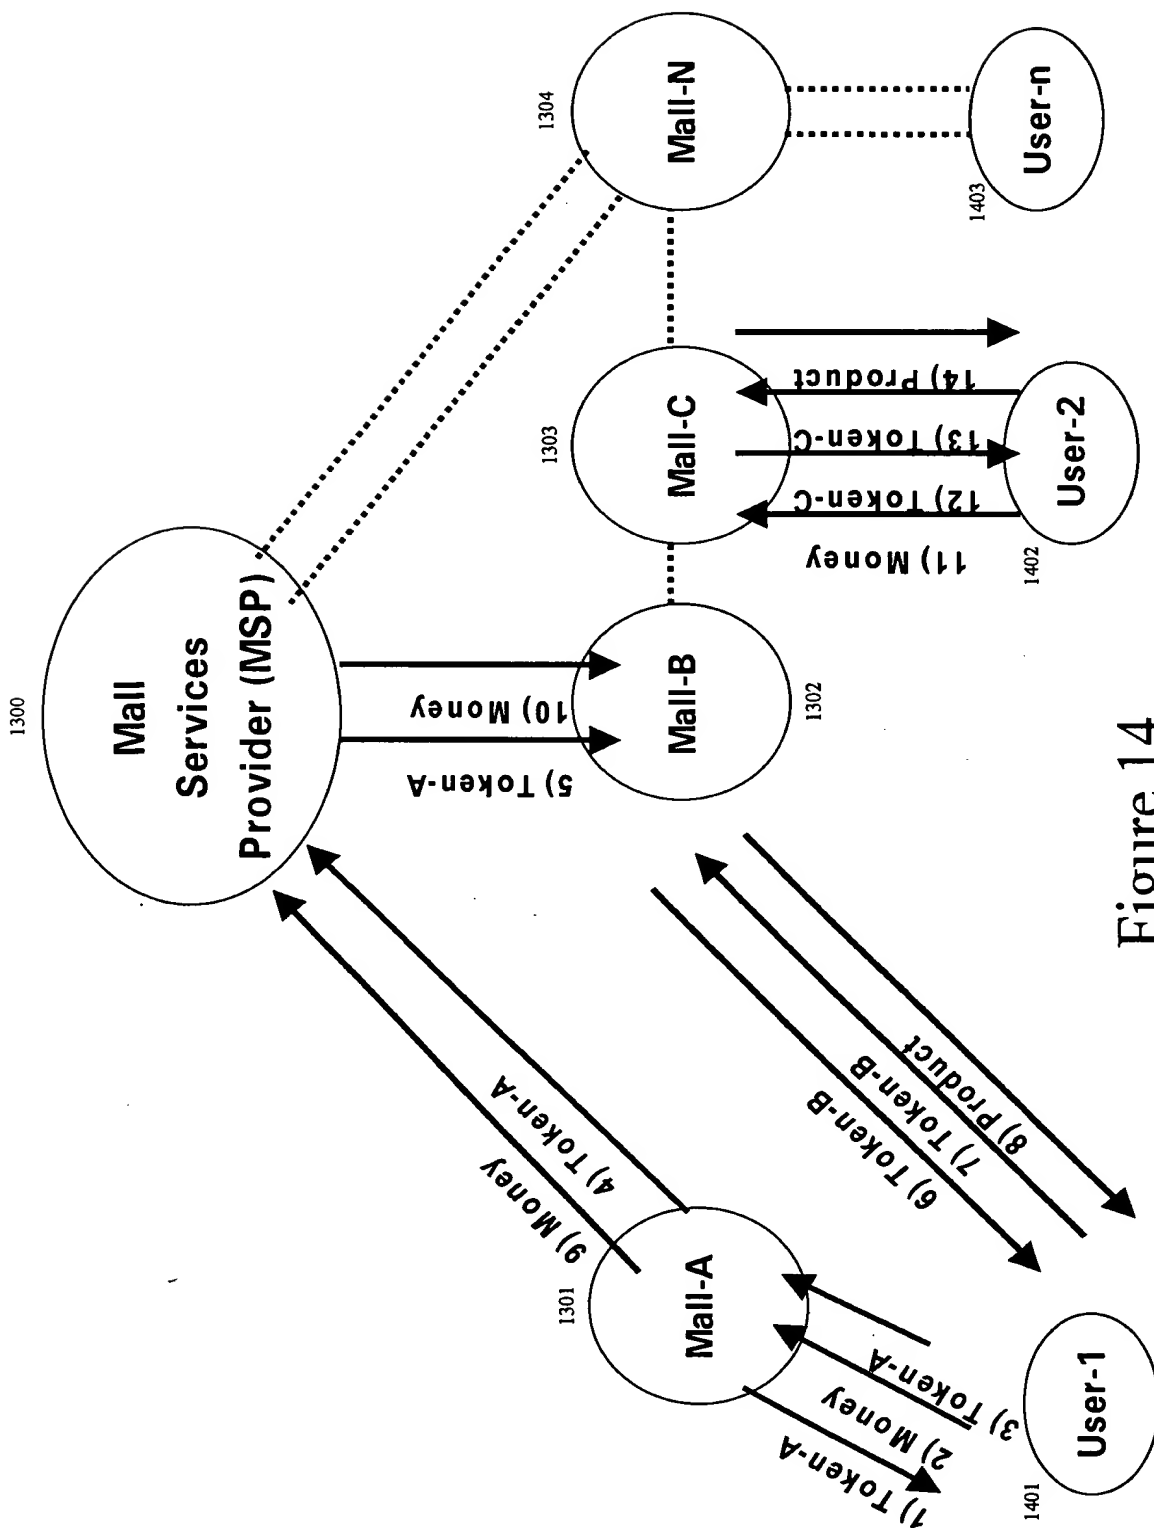 1300
Mall
Services
Provider (MSP)
9) Money
4) Token-A
5) Token-A
10) Money
1301
Mall-A
1302
Mall-B
1303
Mall-C
1304
Mall-N
1) Token-A
2) Money
3) Token-A
6) Token-B
7) Token-B
8) Product
11) Money
12) Token-C
13) Token-C
14) Product
1401
User-1
1402
User-2
1403
User-n
Figure 14